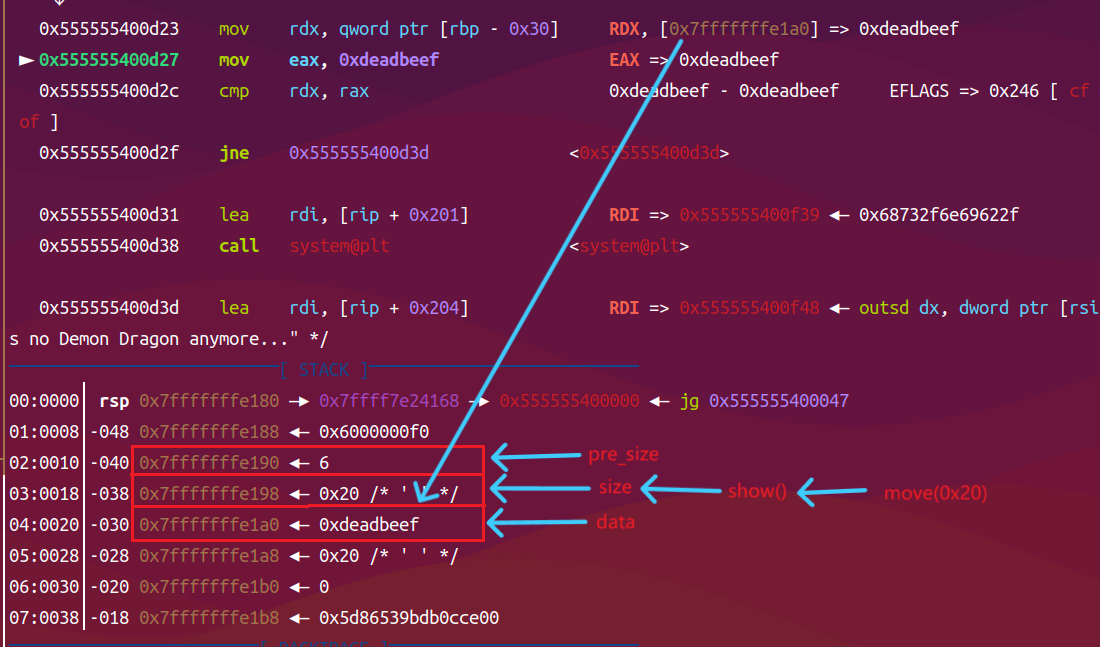 0x555555400d23 mov rdx, qword ptr [rbp - 0x30] RDX, [0x7fffffffe1a0] => 0xdeadbeef
►0x555555400d27 mov eax, 0xdeadbeef EAX => 0xdeadbeef
0x555555400d2c cmp rdx, rax 0xdeadbeef - 0xdeadbeef EFLAGS => 0x246 [ cf
of ]
0x555555400d2f jne 0x555555400d3d <0x555555400d3d>
0x555555400d31 lea rdi, [rip + 0x201] RDI => 0x555555400f39 ◂— 0x68732f6e69622f
0x555555400d38 call system@plt <system@plt>
0x555555400d3d lea rdi, [rip + 0x204] RDI => 0x555555400f48 ◂— outsd dx, dword ptr [rsi
s no Demon Dragon anymore..." */
[ STACK ]
00:0000│ rsp 0x7fffffffe180 —▸ 0x7ffff7e24168 —▸ 0x555555400000 ◂— jg 0x555555400047
01:0008│-048 0x7fffffffe188 ◂— 0x6000000f0
02:0010│-040 0x7fffffffe190 ◂— 6 pre_size
03:0018│-038 0x7fffffffe198 ◂— 0x20 /* ' ' */ size show() move(0x20)
04:0020│-030 0x7fffffffe1a0 ◂— 0xdeadbeef data
05:0028│-028 0x7fffffffe1a8 ◂— 0x20 /* ' ' */
06:0030│-020 0x7fffffffe1b0 ◂— 0
07:0038│-018 0x7fffffffe1b8 ◂— 0x5d86539bdb0cce00